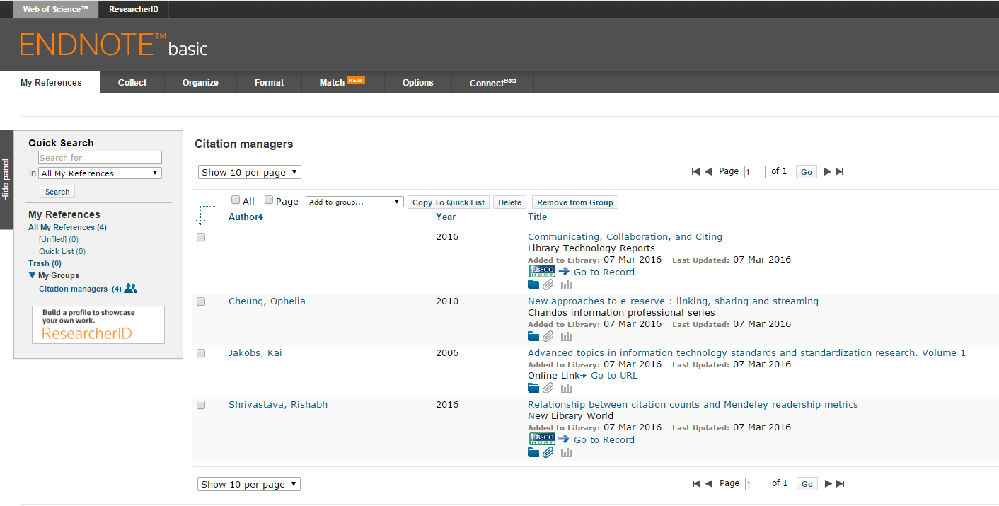 Web of Science™ ResearcherID
ENDNOTE™ basic
My References Collect Organize Format Match NEW! Options Connect Beta
Hide panel
Quick Search
Search for
in All My References
Search
My References
All My References (4)
[Unfiled] (0)
Quick List (0)
Trash (0)
My Groups
Citation managers (4)
Build a profile to showcase
your own work.
ResearcherID
Citation managers
Show 10 per page Page 1 of 1 Go
All Page Add to group... Copy To Quick List Delete Remove from Group
Author Year Title
2016 Communicating, Collaboration, and Citing
Library Technology Reports
Added to Library: 07 Mar 2016 Last Updated: 07 Mar 2016
EBSCO HOST Go to Record
Cheung, Ophelia 2010 New approaches to e-reserve : linking, sharing and streaming
Chandos information professional series
Added to Library: 07 Mar 2016 Last Updated: 07 Mar 2016
Jakobs, Kai 2006 Advanced topics in information technology standards and standardization research. Volume 1
Added to Library: 07 Mar 2016 Last Updated: 07 Mar 2016
Online Link Go to URL
Shrivastava, Rishabh 2016 Relationship between citation counts and Mendeley readership metrics
New Library World
Added to Library: 07 Mar 2016 Last Updated: 07 Mar 2016
EBSCO HOST Go to Record
Show 10 per page Page 1 of 1 Go